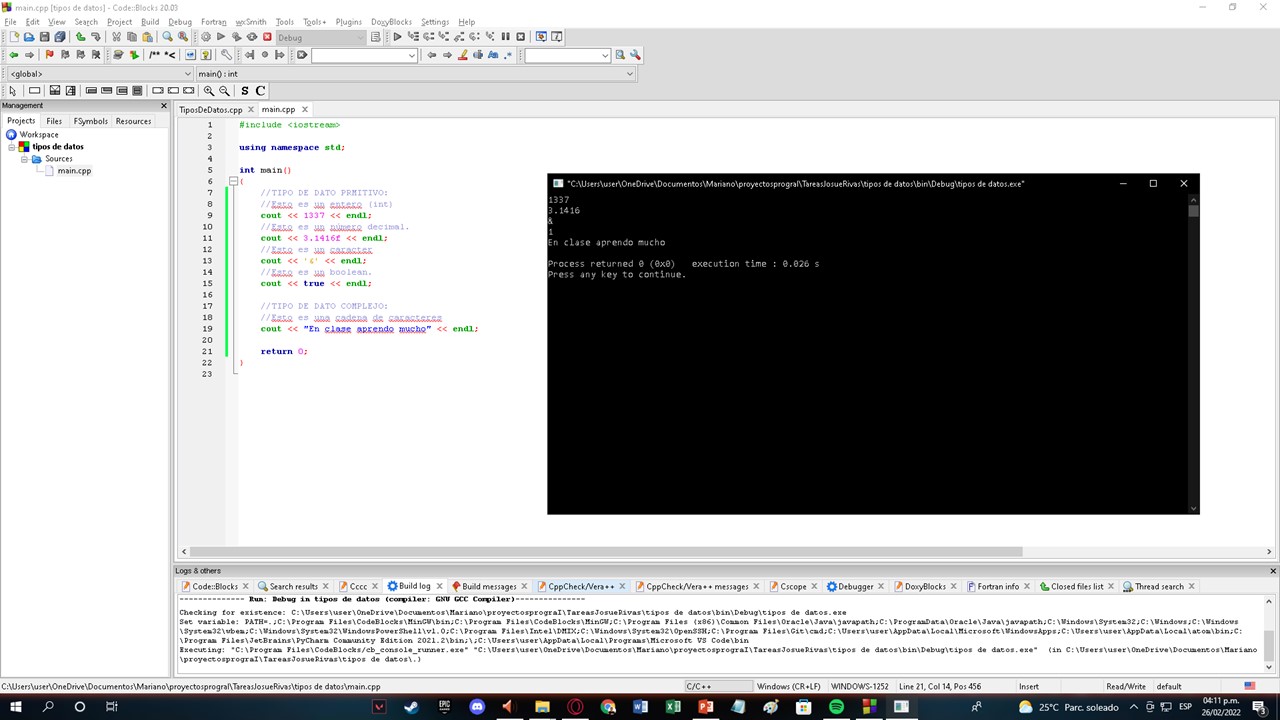 main.cpp [tipos de datos] - Code::Blocks 20.03
File Edit View Search Project Build Debug Fortran wxSmith Tools Tools+ Plugins DoxyBlocks Settings Help
Debug
/** *<
<global> main() : int
S C
Management
Projects Files FSymbols Resources
Workspace
tipos de datos
Sources
main.cpp
TiposDeDatos.cpp main.cpp
1 #include <iostream>
2
3 using namespace std;
4
5 int main()
6 {
7 //TIPO DE DATO PRMITIVO:
8 //Esto es un entero (int)
9 cout << 1337 << endl;
10 //Esto es un número decimal.
11 cout << 3.1416f << endl;
12 //Esto es un caracter
13 cout << '&' << endl;
14 //Esto es un boolean.
15 cout << true << endl;
16
17 //TIPO DE DATO COMPLEJO:
18 //Esto es una cadena de caracteres
19 cout << "En clase aprendo mucho" << endl;
20
21 return 0;
22 }
23
"C:\Users\user\OneDrive\Documentos\Mariano\proyectosprograI\TareasJosueRivas\tipos de datos\bin\Debug\tipos de datos.exe"
1337
3.1416
&
1
En clase aprendo mucho
Process returned 0 (0x0) execution time : 0.026 s
Press any key to continue.
Logs & others
Code::Blocks Search results Cccc Build log Build messages CppCheck/Vera++ CppCheck/Vera++ messages Cscope Debugger DoxyBlocks Fortran info Closed files list Thread search
-------------- Run: Debug in tipos de datos (compiler: GNU GCC Compiler)---------------
Checking for existence: C:\Users\user\OneDrive\Documentos\Mariano\proyectosprograI\TareasJosueRivas\tipos de datos\bin\Debug\tipos de datos.exe
Set variable: PATH=.;C:\Program Files\CodeBlocks\MinGW\bin;C:\Program Files\CodeBlocks\MinGW;C:\Program Files (x86)\Common Files\Oracle\Java\javapath;C:\ProgramData\Oracle\Java\javapath;C:\Windows\System32;C:\Windows;C:\Windows
\System32\wbem;C:\Windows\System32\WindowsPowerShell\v1.0;C:\Program Files\Intel\DMIX;C:\Windows\System32\OpenSSH;C:\Program Files\Git\cmd;C:\Users\user\AppData\Local\Microsoft\WindowsApps;C:\Users\user\AppData\Local\atom\bin;C:
\Program Files\JetBrains\PyCharm Community Edition 2021.2\bin;\;C:\Users\user\AppData\Local\Programs\Microsoft VS Code\bin
Executing: "C:\Program Files\CodeBlocks/cb_console_runner.exe" "C:\Users\user\OneDrive\Documentos\Mariano\proyectosprograI\TareasJosueRivas\tipos de datos\bin\Debug\tipos de datos.exe" (in C:\Users\user\OneDrive\Documentos\Mariano
\proyectosprograI\TareasJosueRivas\tipos de datos\.)
C:\Users\user\OneDrive\Documentos\Mariano\proyectosprograI\TareasJosueRivas\tipos de datos\main.cpp C/C++ Windows (CR+LF) WINDOWS-1252 Line 21, Col 14, Pos 456 Insert Read/Write default
25°C Parc. soleado ESP 04:11 p.m.
26/02/2022